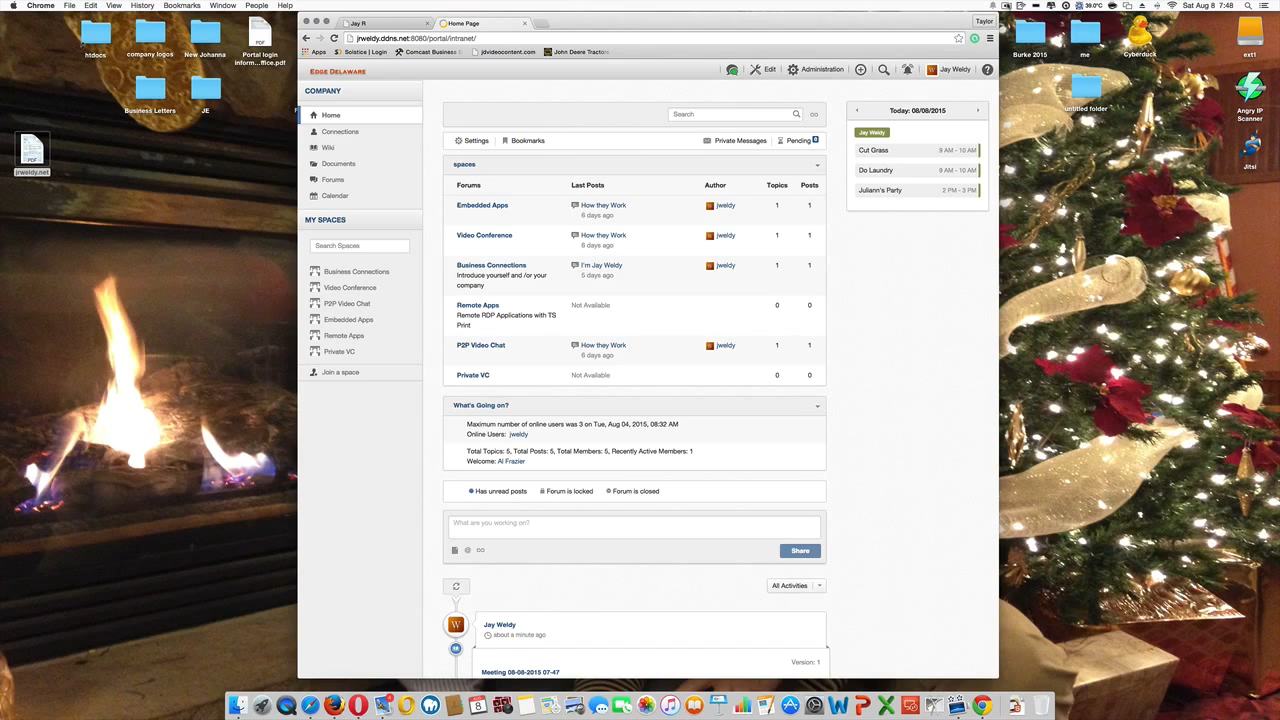 Chrome File Edit View History Bookmarks Window People Help
39.0°C Sat Aug 8 7:48
htdocs
company logos
New Johanna
Portal login
inform...ffice.pdf
Business Letters
JE
PDF
PDF
jrweldy.net
Jay R
Home Page
Taylor
jrweldy.ddns.net:8080/portal/intranet/
Apps Solstice | Login Comcast Business jdvideocontent.com John Deere Tractors
EDGE DELAWARE
Edit Administration Jay Weldy
COMPANY
Home
Connections
Wiki
Documents
Forums
Calendar
MY SPACES
Search Spaces
Business Connections
Video Conference
P2P Video Chat
Embedded Apps
Remote Apps
Private VC
Join a space
Search
Settings Bookmarks Private Messages Pending 0
spaces
Forums Last Posts Author Topics Posts
Embedded Apps How they Work jweldy 1 1
6 days ago
Video Conference How they Work jweldy 1 1
6 days ago
Business Connections I'm Jay Weldy jweldy 1 1
Introduce yourself and /or your 5 days ago
company
Remote Apps Not Available 0 0
Remote RDP Applications with TS
Print
P2P Video Chat How they Work jweldy 1 1
6 days ago
Private VC Not Available 0 0
What's Going on?
Maximum number of online users was 3 on Tue, Aug 04, 2015, 08:32 AM
Online Users: jweldy
Total Topics: 5, Total Posts: 5, Total Members: 5, Recently Active Members: 1
Welcome: Al Frazier
Has unread posts Forum is locked Forum is closed
What are you working on?
Share
All Activities
W
Jay Weldy
about a minute ago
Version: 1
Meeting 08-08-2015 07-47
Today: 08/08/2015
Jay Weldy
Cut Grass 9 AM - 10 AM
Do Laundry 9 AM - 10 AM
Juliann's Party 2 PM - 3 PM
Burke 2015
me
Cyberduck
ext1
untitled folder
Angry IP
Scanner
Jitsi